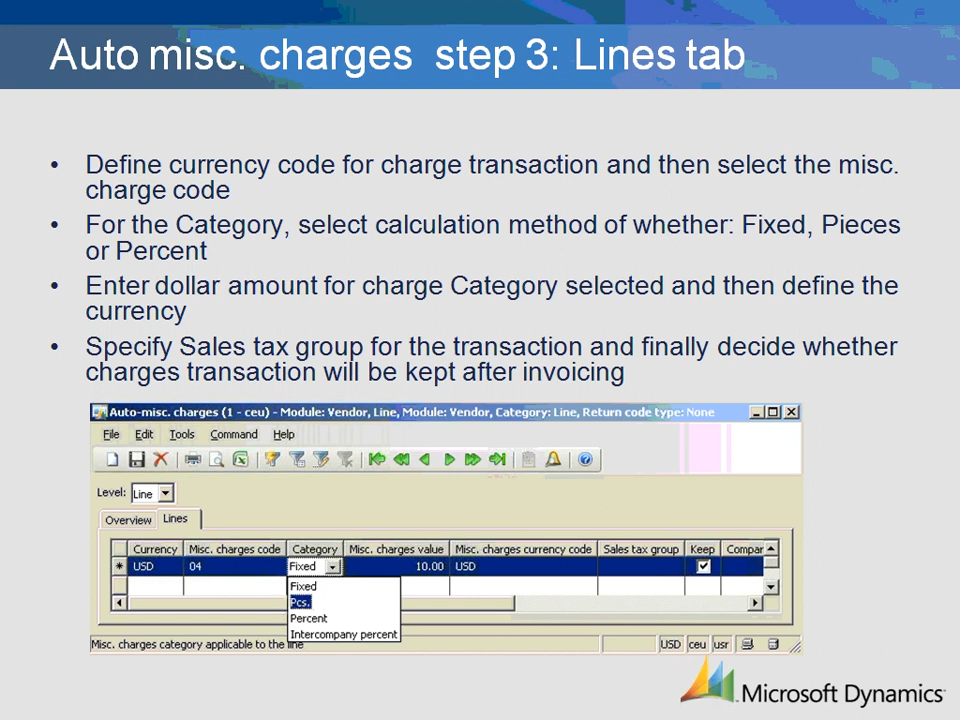 Auto misc. charges  step 3: Lines tab
• Define currency code for charge transaction and then select the misc.
charge code
• For the Category, select calculation method of whether: Fixed, Pieces
or Percent
• Enter dollar amount for charge Category selected and then define the
currency
• Specify Sales tax group for the transaction and finally decide whether
charges transaction will be kept after invoicing
Auto-misc. charges (1 - ceu) - Module: Vendor, Line, Module: Vendor, Category: Line, Return code type: None
File Edit Tools Command Help
Level: Line
Overview Lines
Currency Misc. charges code Category Misc. charges value Misc. charges currency code Sales tax group Keep Compar
* USD 04 Fixed 10.00 USD
Fixed
Pcs.
Percent
Intercompany percent
Misc. charges category applicable to the line USD ceu usr
Microsoft Dynamics